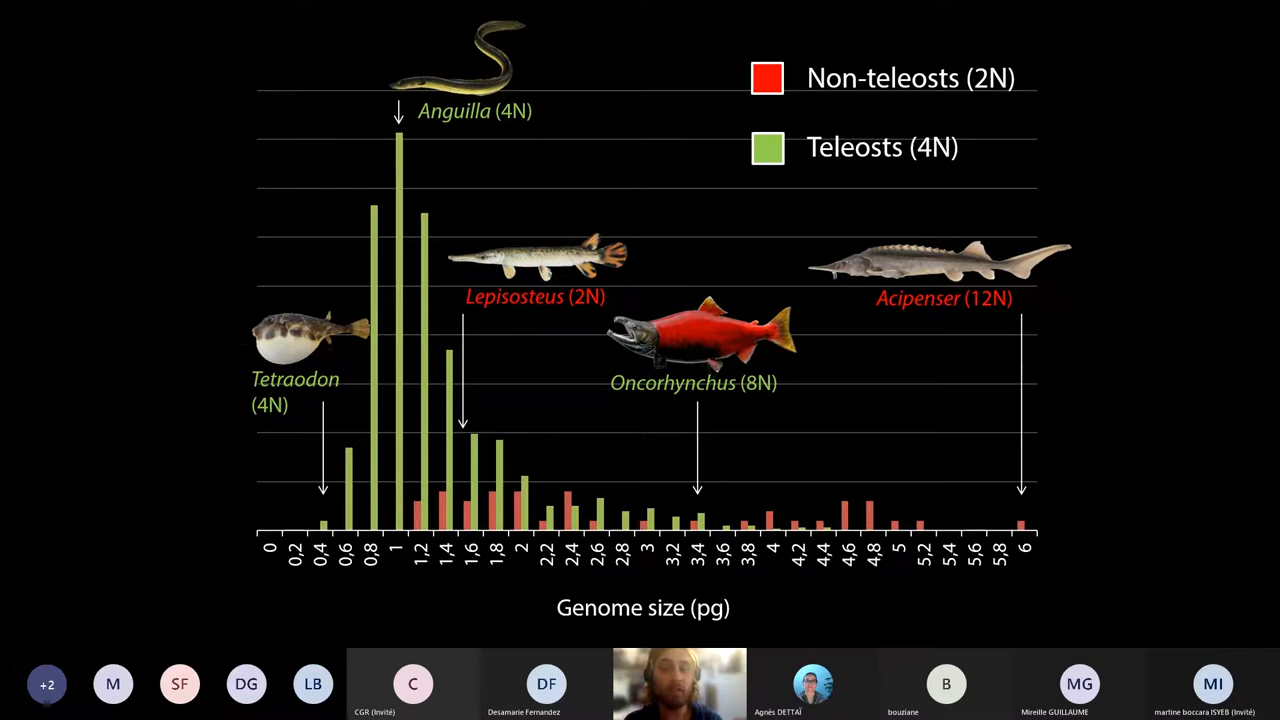 Non-teleosts (2N)
Anguilla (4N)
Teleosts (4N)
Lepisosteus (2N)
Acipenser (12N)
Tetraodon
(4N)
Oncorhynchus (8N)
0
0,2
0,4
0,6
0,8
1
1,2
1,4
1,6
1,8
2
2,2
2,4
2,6
2,8
3
3,2
3,4
3,6
3,8
4
4,2
4,4
4,6
4,8
5
5,2
5,4
5,6
5,8
6
Genome size (pg)
+2
M
SF
DG
LB
C
CGR (Invité)
DF
Desamarie Fernandez
Agnès DETTAÏ
B
bouziane
MG
Mireille GUILLAUME
MI
martine boccara ISYEB (Invité)